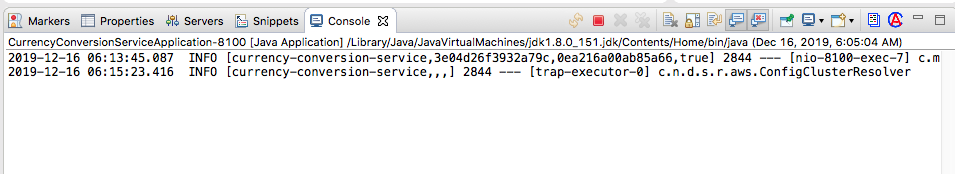 Markers Properties Servers Snippets Console
CurrencyConversionServiceApplication-8100 [Java Application] /Library/Java/JavaVirtualMachines/jdk1.8.0_151.jdk/Contents/Home/bin/java (Dec 16, 2019, 6:05:04 AM)
2019-12-16 06:13:45.087  INFO [currency-conversion-service,3e04d26f3932a79c,0ea216a00ab85a66,true] 2844 --- [nio-8100-exec-7] c.m
2019-12-16 06:15:23.416  INFO [currency-conversion-service,,,] 2844 --- [trap-executor-0] c.n.d.s.r.aws.ConfigClusterResolver